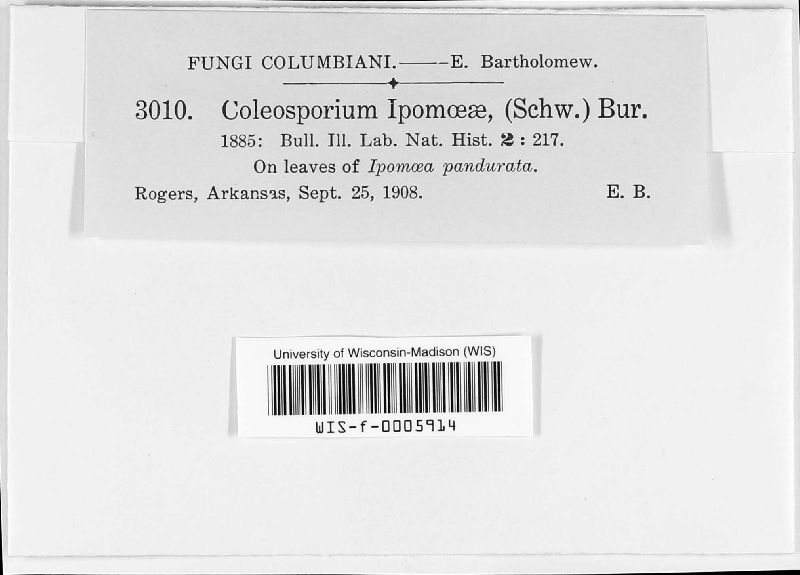 FUNGI COLUMBIANI.——E. Bartholomew.
3010. Coleosporium Ipomœæ, (Schw.) Bur.
1885: Bull. Ill. Lab. Nat. Hist. 2: 217.
On leaves of Ipomœa pandurata.
Rogers, Arkansas, Sept. 25, 1908. E. B.
University of Wisconsin-Madison (WIS)
WIS-f-0005914